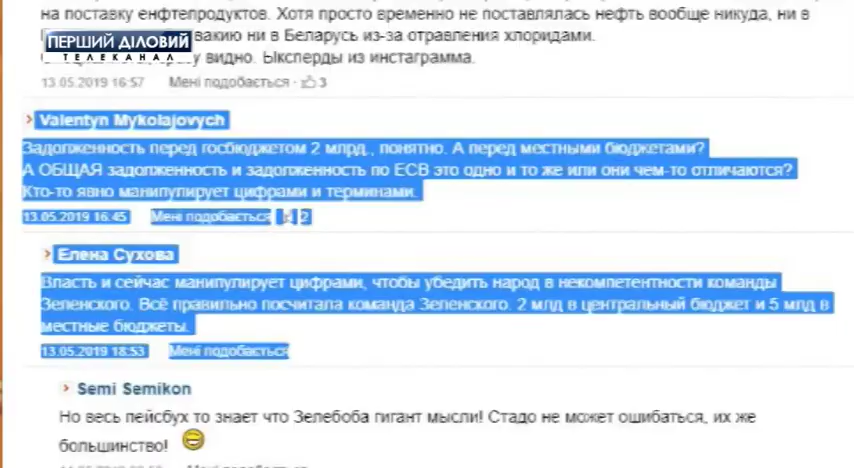 на поставку енфтепродуктов. Хотя просто временно не поставлялась нефть вообще никуда, ни в
вакию ни в Беларусь из-за отравления хлоридами.
ПЕРШИЙ ДІЛОВИЙ
ТЕЛЕКАНАЛ
видно. Ыксперды из инстаграмма.
13.05.2019 16:57 Мені подобається · 3
Valentyn Mykolajovych
Задолженность перед госбюджетом 2 млрд., понятно. А перед местными бюджетами?
А ОБЩАЯ задолженность и задолженность по ЕСВ это одно и то же или они чем-то отличаются?
Кто-то явно манипулирует цифрами и терминами.
13.05.2019 16:45 Мені подобається 2
Елена Сухова
Власть и сейчас манипулирует цифрами, чтобы убедить народ в некомпетентности команды
Зеленского. Всё правильно посчитала команда Зеленского. 2 млд в центральный бюджет и 5 млд в
местные бюджеты.
13.05.2019 18:53 Мені подобається
Semi Semikon
Но весь пейсбух то знает что Зелебоба гигант мысли! Стадо не может ошибаться, их же
большинство!